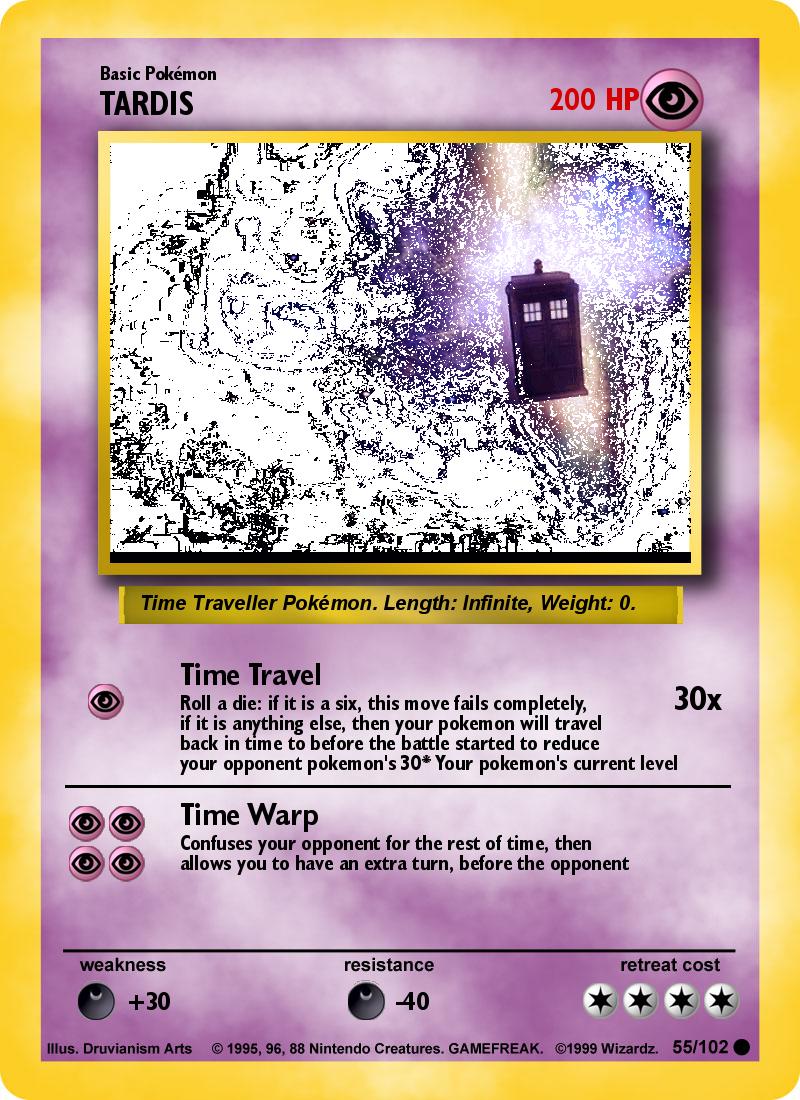 Basic Pokémon
TARDIS
200 HP
Time Traveller Pokémon. Length: Infinite, Weight: 0.
Time Travel
Roll a die: if it is a six, this move fails completely,
if it is anything else, then your pokemon will travel
back in time to before the battle started to reduce
your opponent pokemon's 30* Your pokemon's current level
30x
Time Warp
Confuses your opponent for the rest of time, then
allows you to have an extra turn, before the opponent
weakness
resistance
retreat cost
+30
-40
Illus. Druvianism Arts © 1995, 96, 88 Nintendo Creatures. GAMEFREAK. ©1999 Wizardz. 55/102